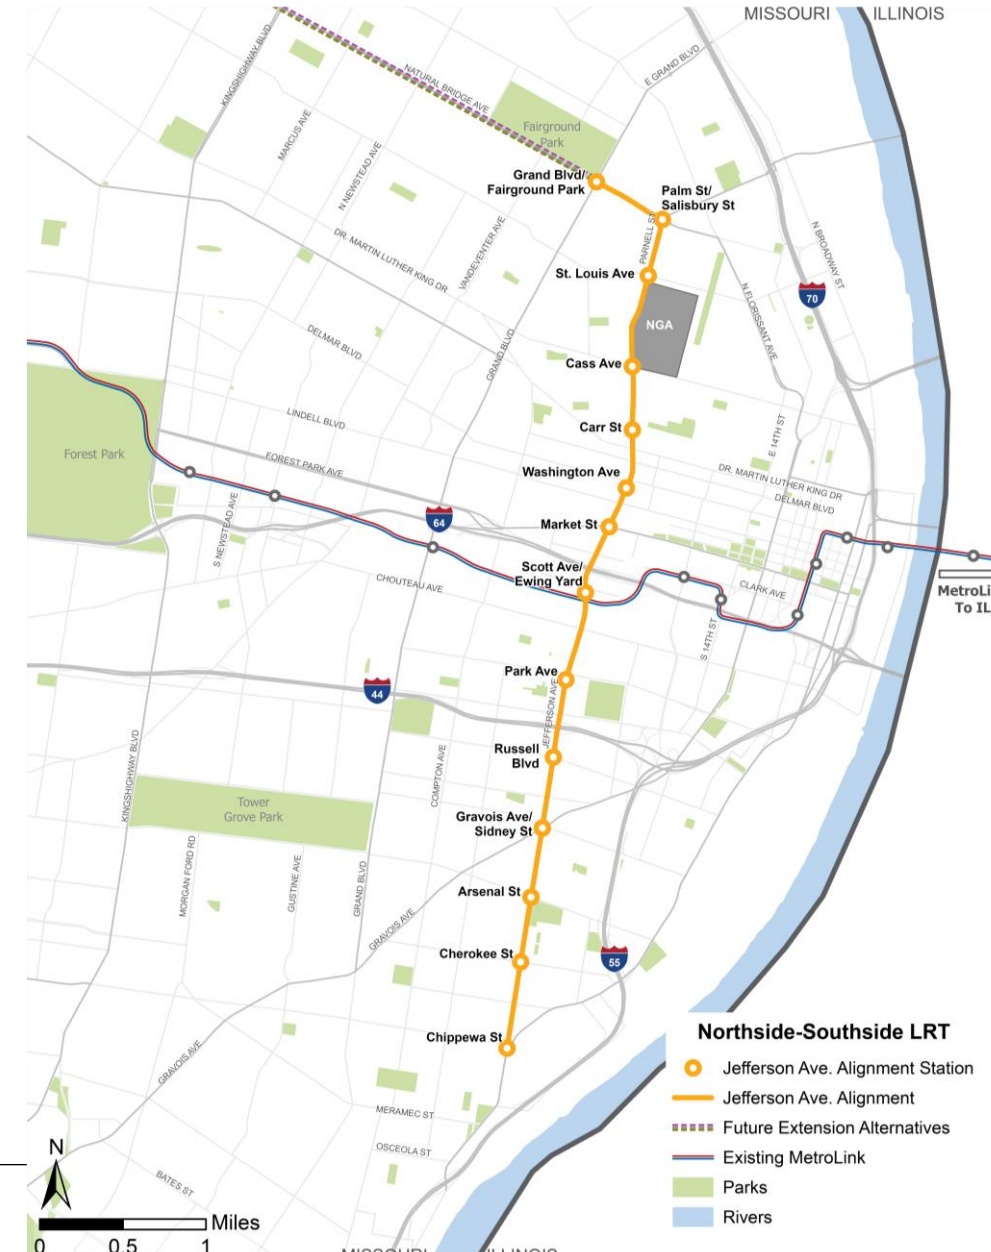 MISSOURI
ILLINOIS
KINGSHIGHWAY BLVD
NATURAL BRIDGE AVE
E GRAND BLVD
MARCUS AVE
Fairground
Park
N NEWSTEAD AVE
Grand Blvd/
Fairground Park
Palm St/
Salisbury St
VANDEVENTER AVE
PARNELL ST
N BROADWAY ST
DR. MARTIN LUTHER KING DR
St. Louis Ave
70
N FLORISSANT AVE
DELMAR BLVD
GRAND BLVD
NGA
Cass Ave
LINDELL BLVD
Carr St
E 14TH ST
Forest Park
FOREST PARK AVE
Washington Ave
DR. MARTIN LUTHER KING DR
DELMAR BLVD
S NEWSTEAD AVE
64
Market St
Scott Ave/
Ewing Yard
CHOUTEAU AVE
CLARK AVE
MetroLi
To IL
S 14TH ST
Park Ave
44
JEFFERSON AVE
Russell
Blvd
KINGSHIGHWAY BLVD
COMPTON AVE
Tower
Grove Park
Gravois Ave/
Sidney St
MORGAN FORD RD
GUSTINE AVE
GRAND BLVD
Arsenal St
GRAVOIS AVE
Cherokee St
55
Chippewa St
GRAVOIS AVE
MERAMEC ST
OSCEOLA ST
BATES ST
Northside-Southside LRT
Jefferson Ave. Alignment Station
Jefferson Ave. Alignment
Future Extension Alternatives
Existing MetroLink
Parks
Rivers
N
Miles
0 0.5 1
MISSOURI
ILLINOIS